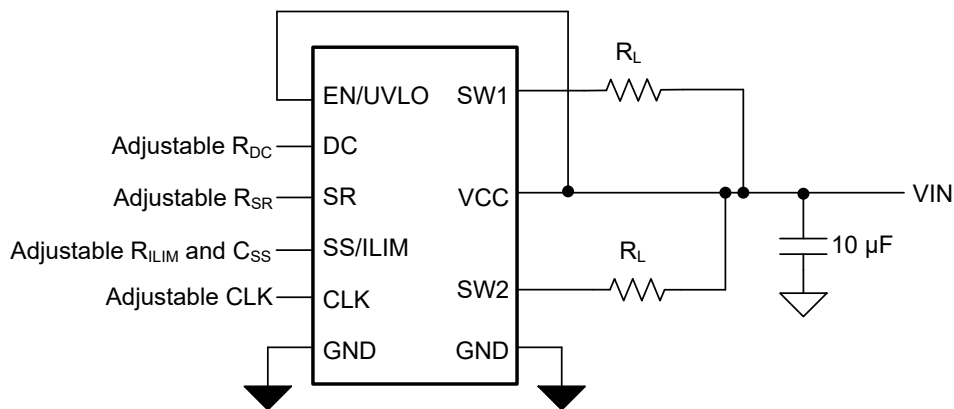 R_L
EN/UVLO
SW1
Adjustable R_DC
DC
Adjustable R_SR
SR
VCC
VIN
Adjustable R_ILIM and C_SS
SS/ILIM
R_L
10 µF
Adjustable CLK
CLK
SW2
GND
GND